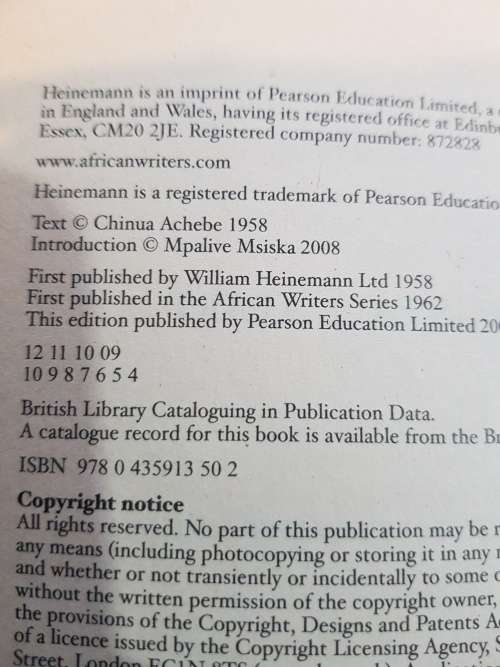 Heinemann is an imprint of Pearson Education Limited, a
in England and Wales, having its registered office at
Essex, CM20 2JE. Registered company number: 872828
www.africanwriters.com
Heinemann is a registered trademark of Pearson
Text © Chinua Achebe 1958
Introduction © Mpalive Msiska 2008
First published by William Heinemann Ltd 1958
First published in the African Writers Series 1962
This edition published by Pearson Education Limited
12 11 10 09
10 9 8 7 6 5 4
British Library Cataloguing in Publication Data.
A catalogue record for this book is available from the
ISBN 978 0 435913 50 2
Copyright notice
All rights reserved. No part of this publication may be
any means (including photocopying or storing it in any
and whether or not transiently or incidentally to some
without the written permission of the copyright owner,
the provisions of the Copyright, Designs and Patents
of a licence issued by the Copyright Licensing Agency,
Street, London EC1N